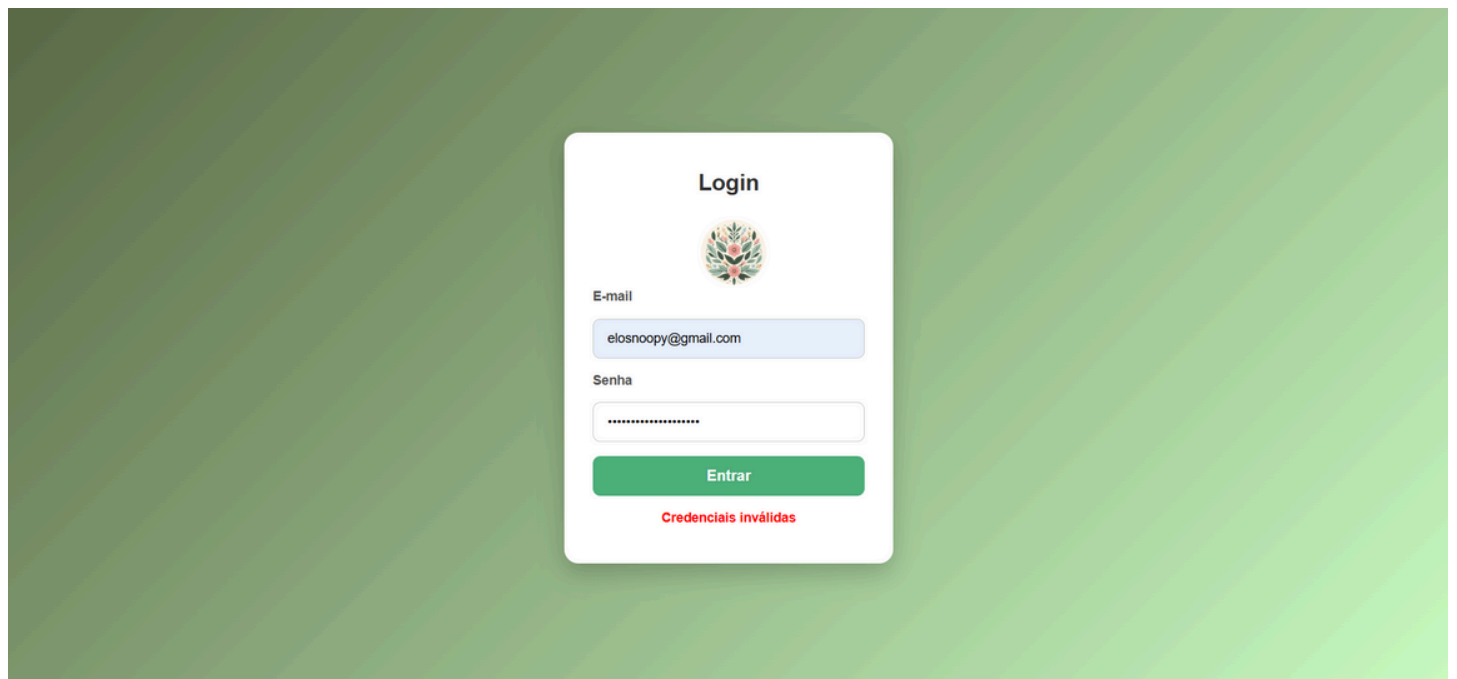 Login
E-mail
elosnoopy@gmail.com
Senha
••••••••••••••••••••
Entrar
Credenciais inválidas